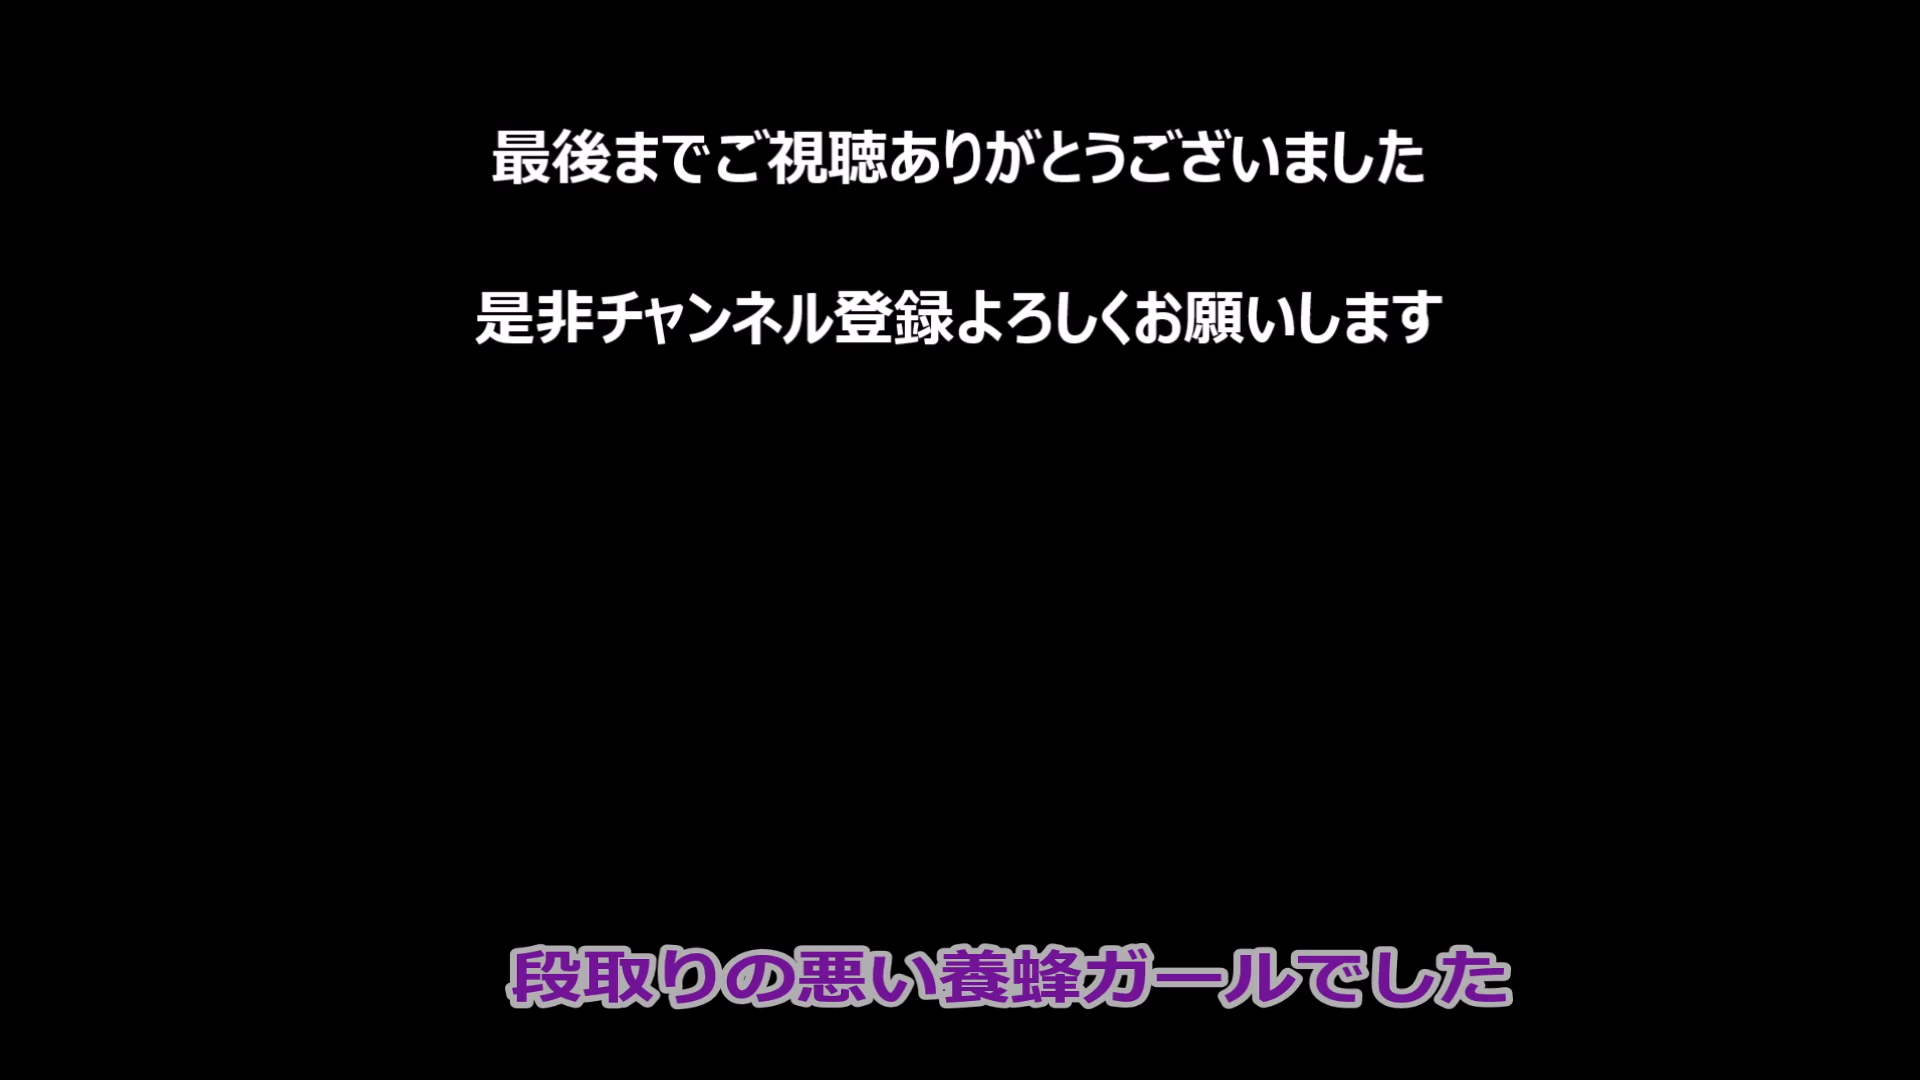 最後までご視聴ありがとうございました
是非チャンネル登録よろしくお願いします
段取りの悪い養蜂ガールでした